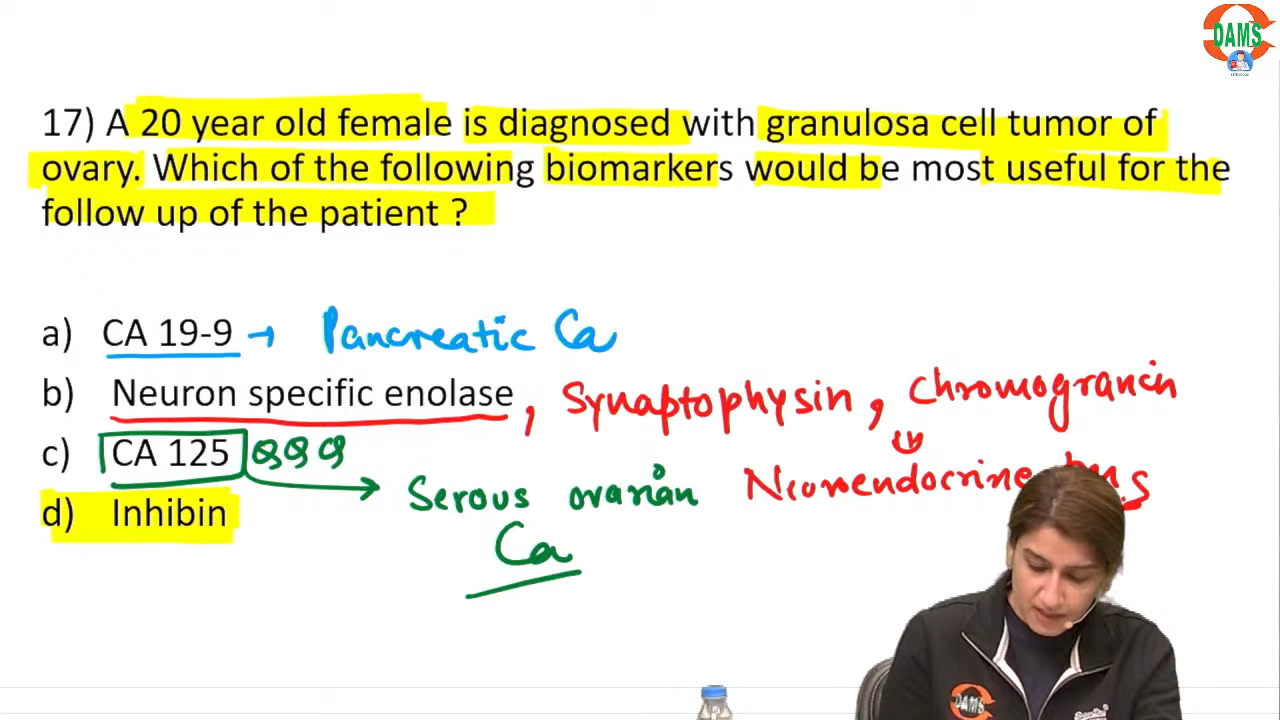 DAMS
17) A 20 year old female is diagnosed with granulosa cell tumor of
ovary. Which of the following biomarkers would be most useful for the
follow up of the patient ?
a) CA 19-9 → Pancreatic Ca
b) Neuron specific enolase , Synaptophysin , Chromogranin
c) CA 125
Serous ovarian Neuroendocrine
d) Inhibin
Ca
DAMS